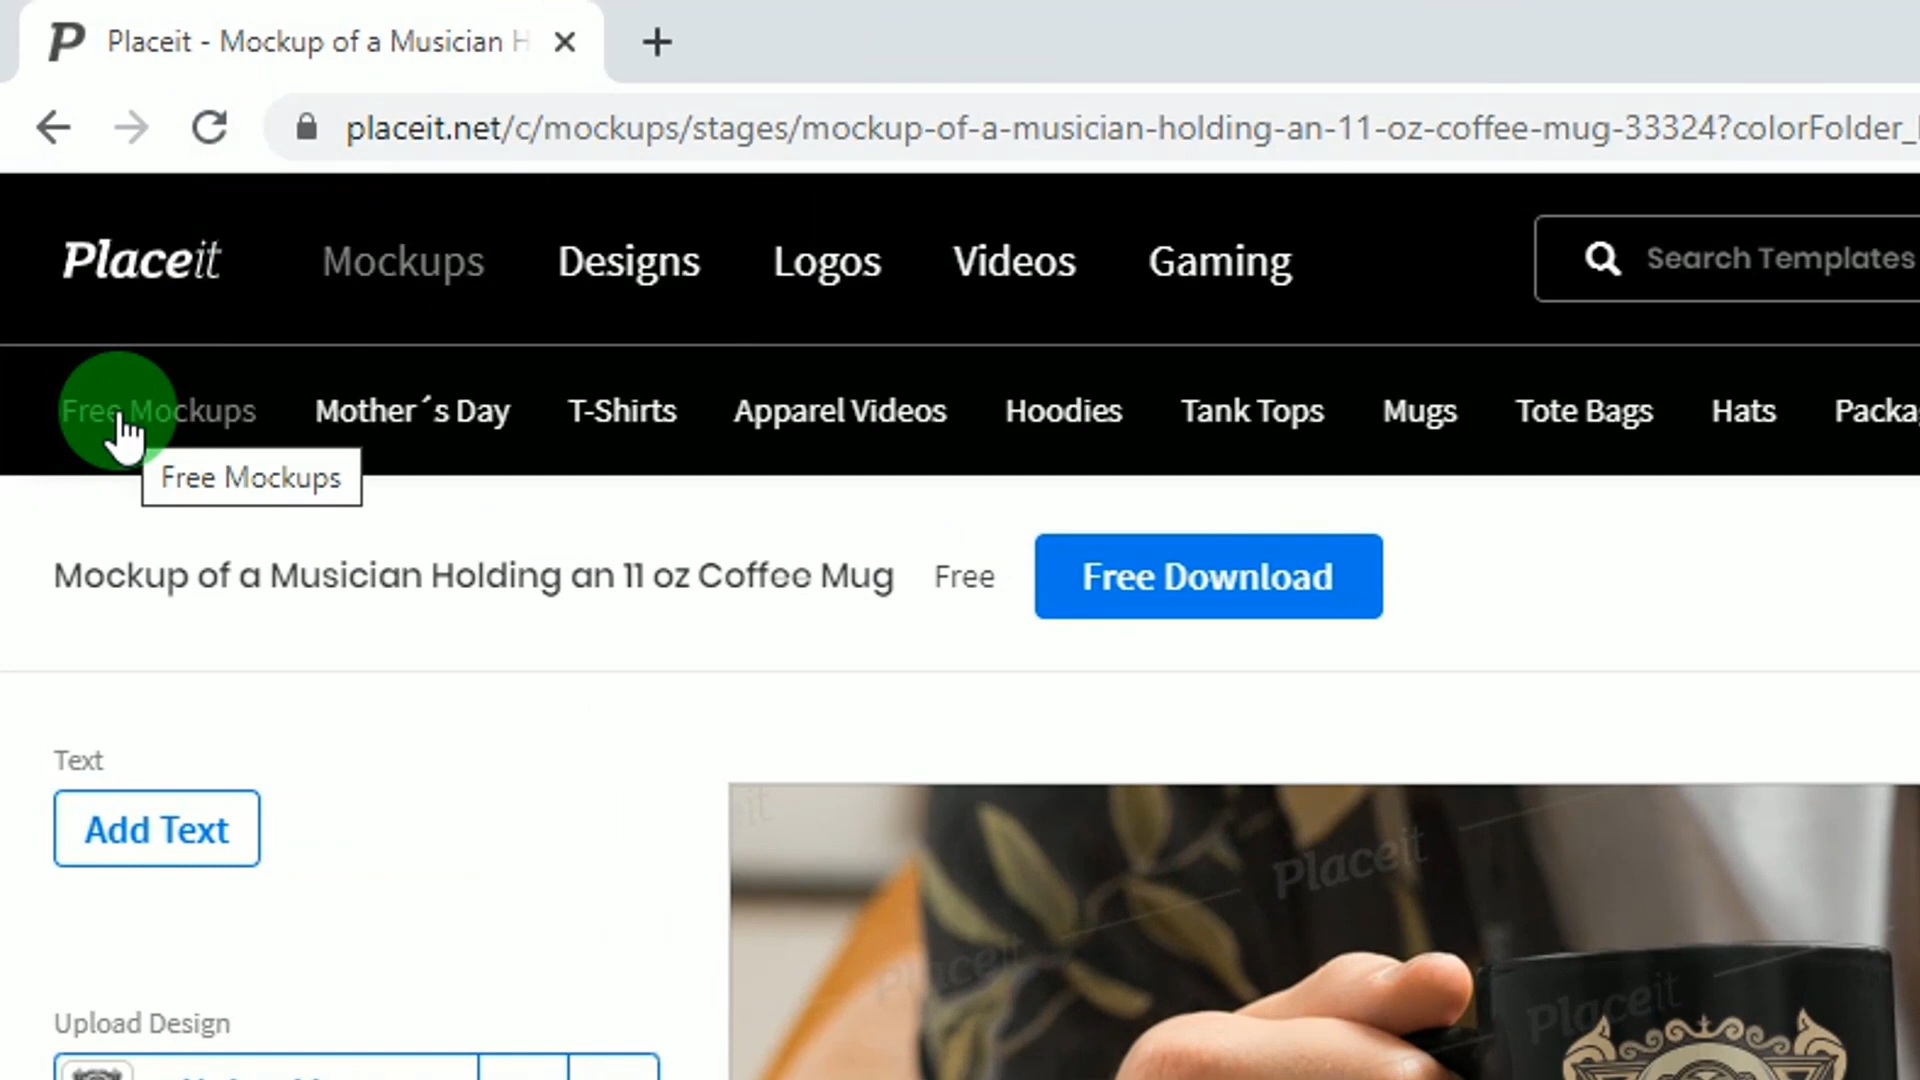 Placeit - Mockup of a Musician H
placeit.net/c/mockups/stages/mockup-of-a-musician-holding-an-11-oz-coffee-mug-33324?colorFolder_
Placeit Mockups Designs Logos Videos Gaming Search Templates
Free Mockups Mother´s Day T-Shirts Apparel Videos Hoodies Tank Tops Mugs Tote Bags Hats Packa
Free Mockups
Mockup of a Musician Holding an 11 oz Coffee Mug Free Free Download
Text
Add Text
it
Placeit
Placeit
Placeit
Upload Design